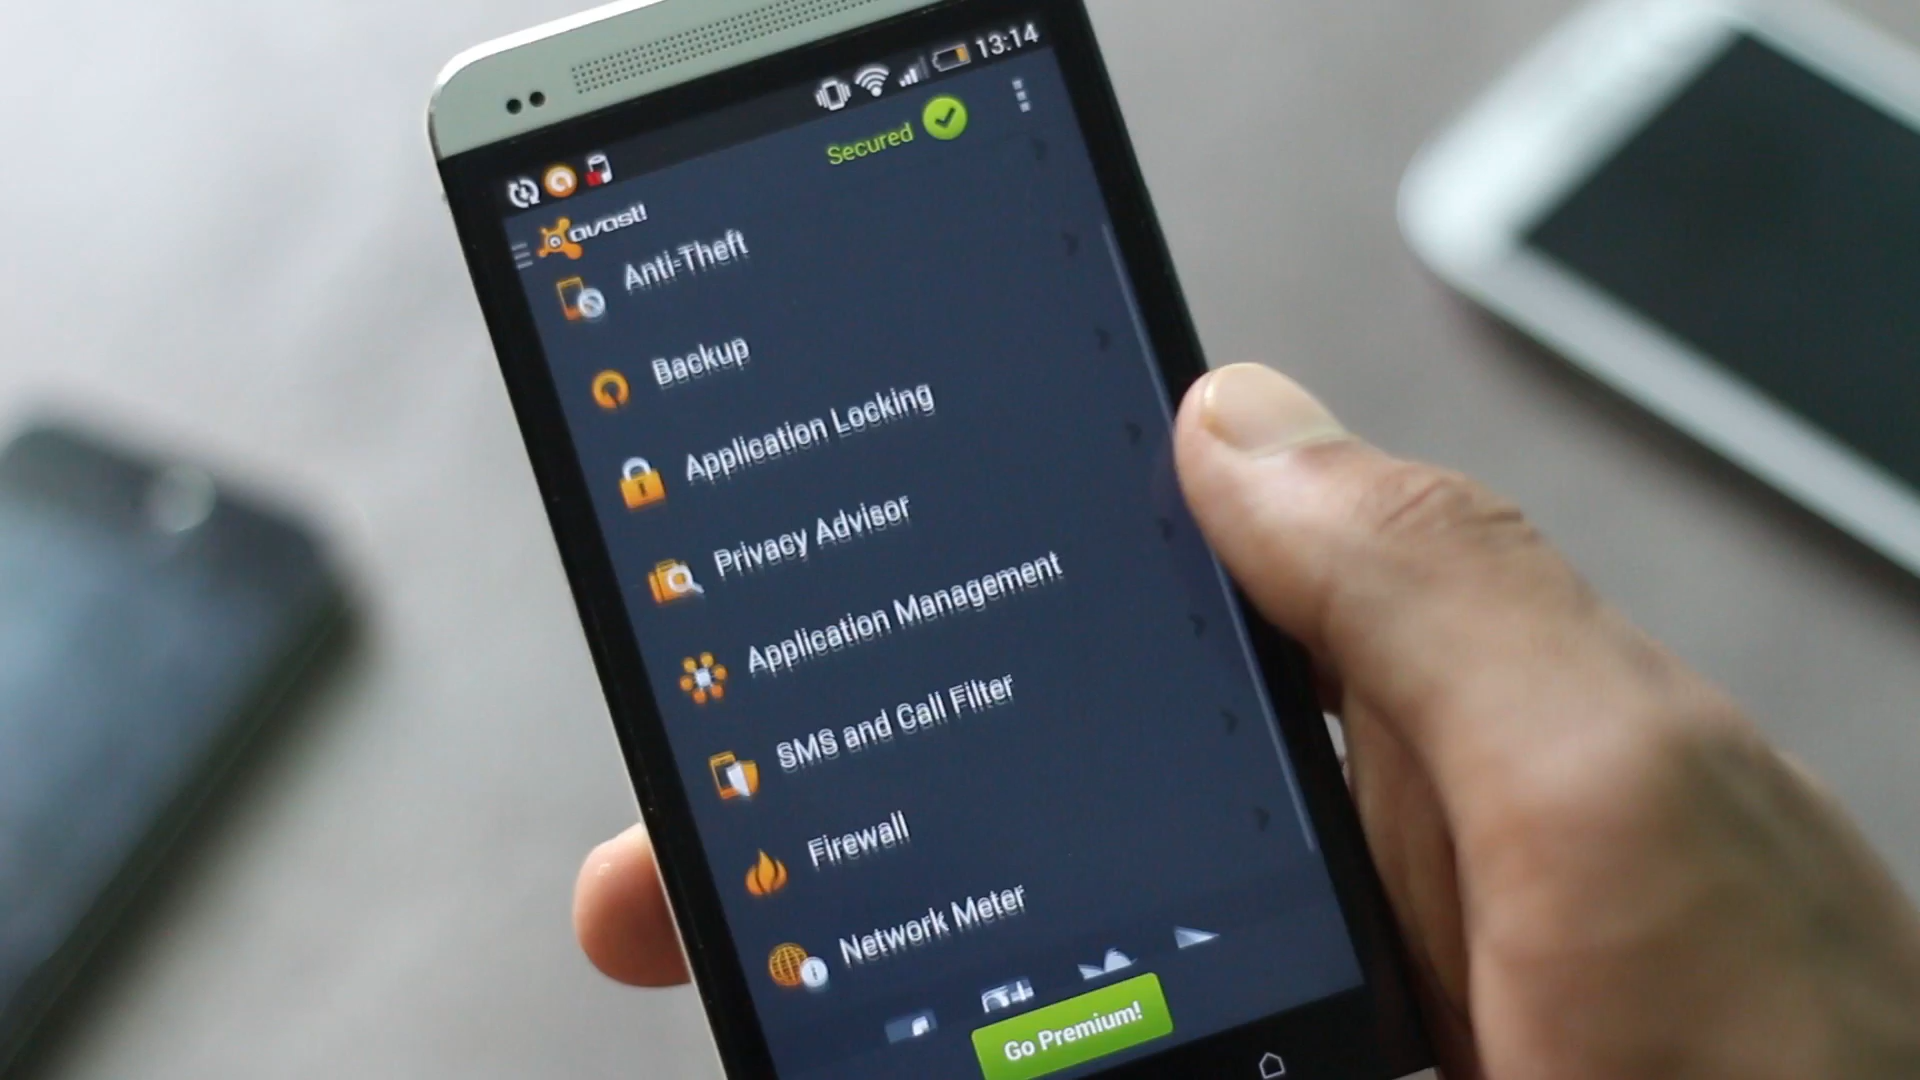 13:14
Secured
avast!
Anti-Theft
Backup
Application Locking
Privacy Advisor
Application Management
SMS and Call Filter
Firewall
Network Meter
Go Premium!